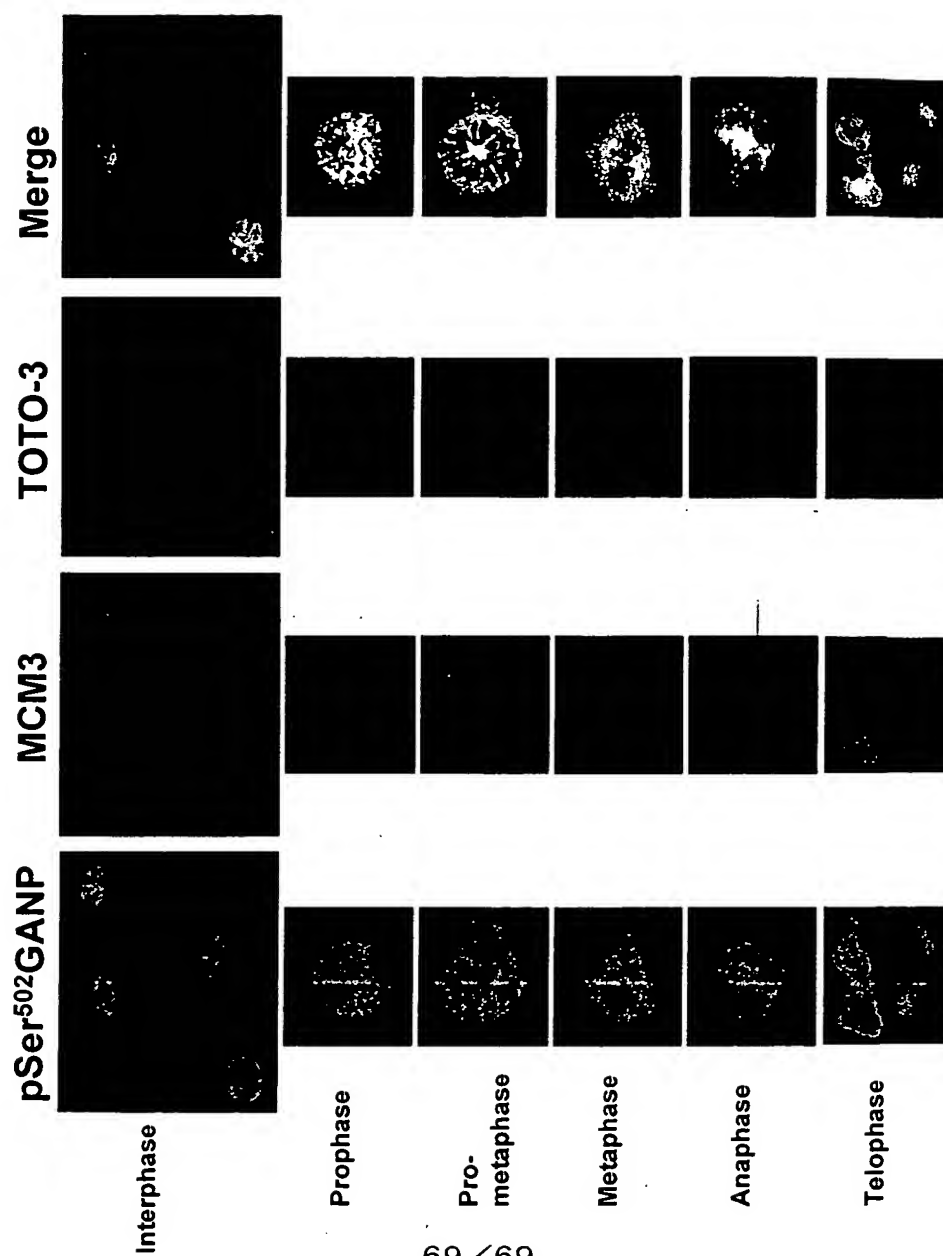 pSer⁵⁰²GANP
MCM3
TOTO-3
Merge
Interphase
Prophase
Pro-
metaphase
Metaphase
Anaphase
Telophase
69/69